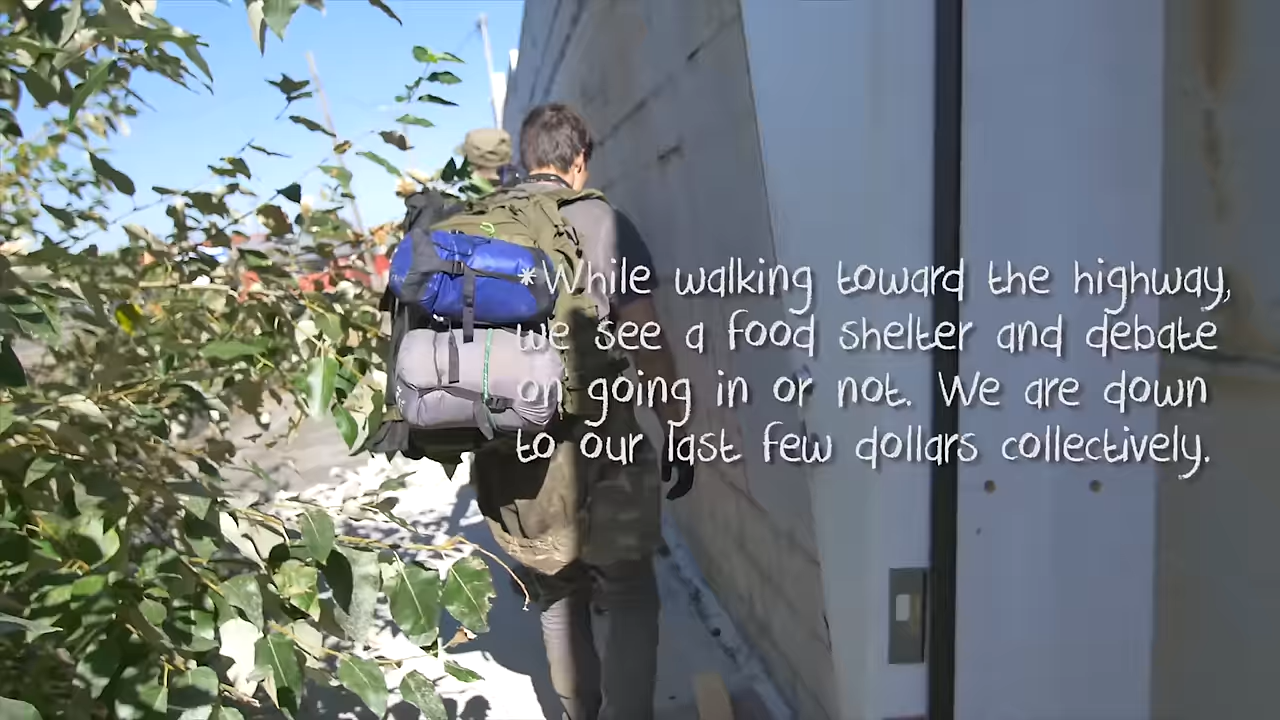 *While walking toward the highway,
we see a food shelter and debate
on going in or not. We are down
to our last few dollars collectively.